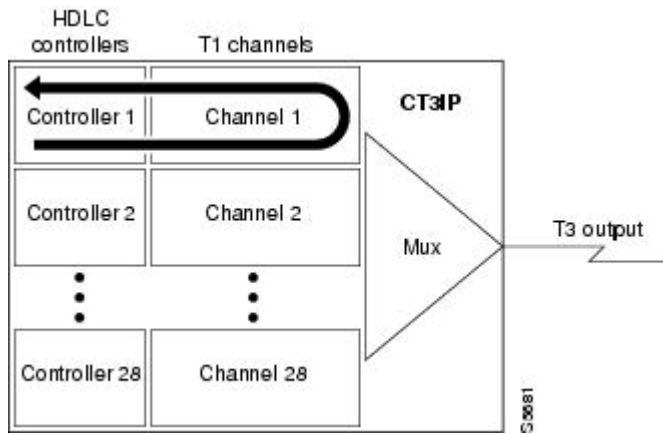 HDLC
controllers
T1 channels
CT3IP
Controller 1
Channel 1
Controller 2
Channel 2
Mux
T3 output
Controller 28
Channel 28
S5681